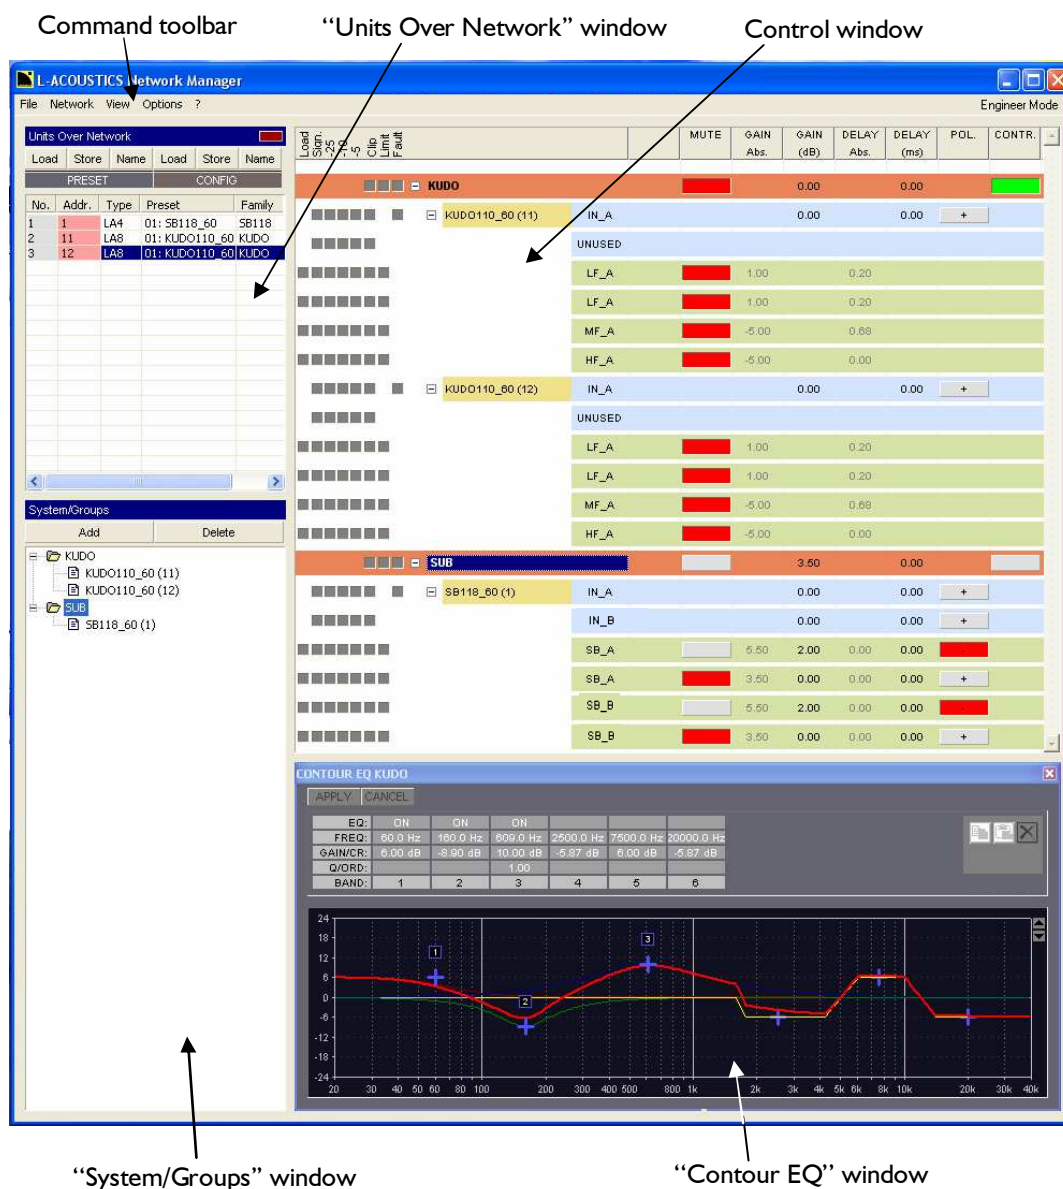 Command toolbar “Units Over Network” window Control window
L-ACOUSTICS Network Manager
File Network View Options ? Engineer Mode
Units Over Network
Load Store Name Load Store Name
PRESET CONFIG
No. Addr. Type Preset Family
1 1 LA4 01: SB118_60 SB118
2 11 LA8 01: KUDO110_60 KUDO
3 12 LA8 01: KUDO110_60 KUDO
System/Groups
Add Delete
KUDO
KUDO110_60 (11)
KUDO110_60 (12)
SUB
SB118_60 (1)
Load Sign. -25 -10 -5 Clip Limit Fault MUTE GAIN Abs. GAIN (dB) DELAY Abs. DELAY (ms) POL. CONTR.
KUDO 0.00 0.00
KUDO110_60 (11) IN_A 0.00 0.00 +
UNUSED
LF_A 1.00 0.20
LF_A 1.00 0.20
MF_A -5.00 0.68
HF_A -5.00 0.00
KUDO110_60 (12) IN_A 0.00 0.00 +
UNUSED
LF_A 1.00 0.20
LF_A 1.00 0.20
MF_A -5.00 0.68
HF_A -5.00 0.00
SUB 3.50 0.00
SB118_60 (1) IN_A 0.00 0.00 +
IN_B 0.00 0.00 +
SB_A 5.50 2.00 0.00 0.00 -
SB_A 3.50 0.00 0.00 0.00 +
SB_B 5.50 2.00 0.00 0.00
SB_B 3.50 0.00 0.00 0.00 +
CONTOUR EQ KUDO
APPLY CANCEL
EQ: ON ON ON
FREQ: 60.0 Hz 160.0 Hz 609.0 Hz 2500.0 Hz 7500.0 Hz 20000.0 Hz
GAIN/CR: 6.00 dB -8.90 dB 10.00 dB -5.87 dB 6.00 dB -5.87 dB
Q/ORD: 1.00
BAND: 1 2 3 4 5 6
24
18
12
6
0
-6
-12
-18
-24
1 2 3
20 30 40 50 60 80 100 200 300 400 500 800 1k 2k 3k 4k 5k 6k 8k 10k 20k 30k 40k
“System/Groups” window “Contour EQ” window